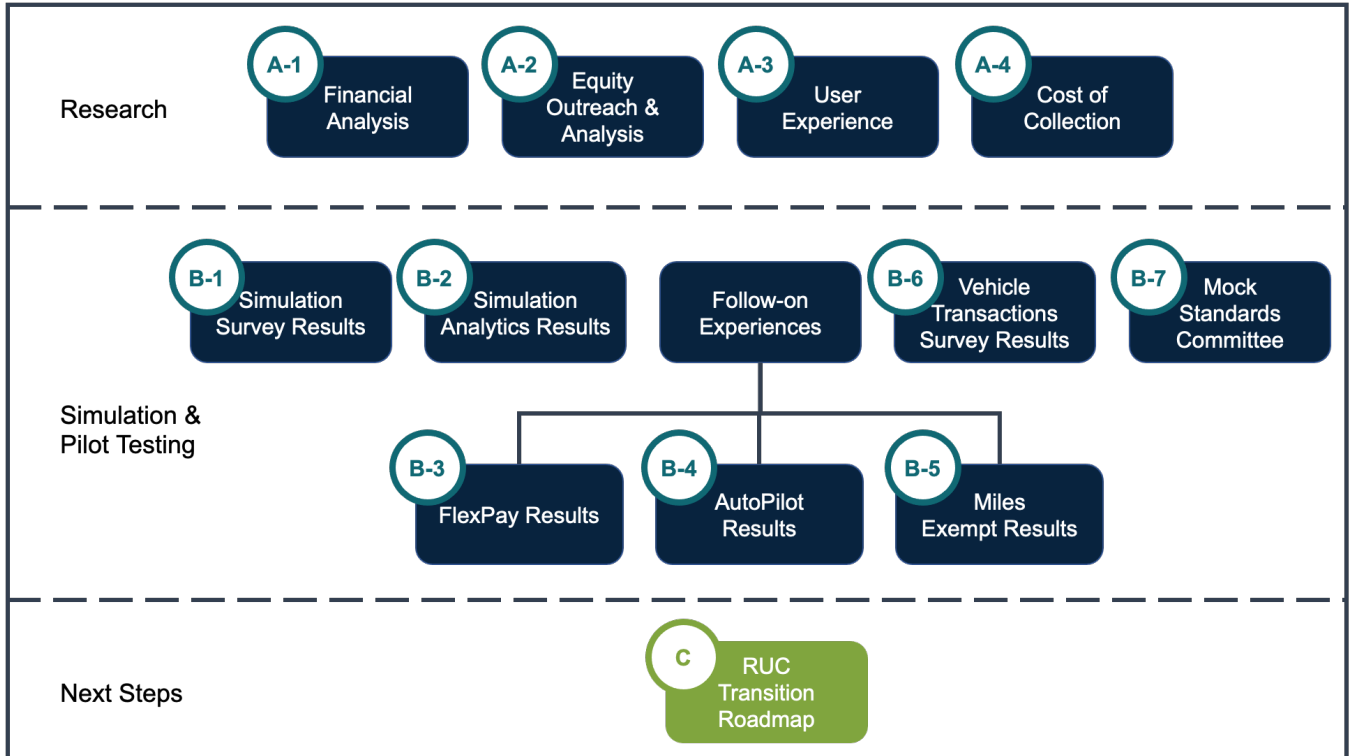 Research
A-1
Financial
Analysis
A-2
Equity
Outreach &
Analysis
A-3
User
Experience
A-4
Cost of
Collection
Simulation &
Pilot Testing
B-1
Simulation
Survey Results
B-2
Simulation
Analytics Results
Follow-on
Experiences
B-6
Vehicle
Transactions
Survey Results
B-7
Mock
Standards
Committee
B-3
FlexPay Results
B-4
AutoPilot
Results
B-5
Miles
Exempt Results
Next Steps
C
RUC
Transition
Roadmap